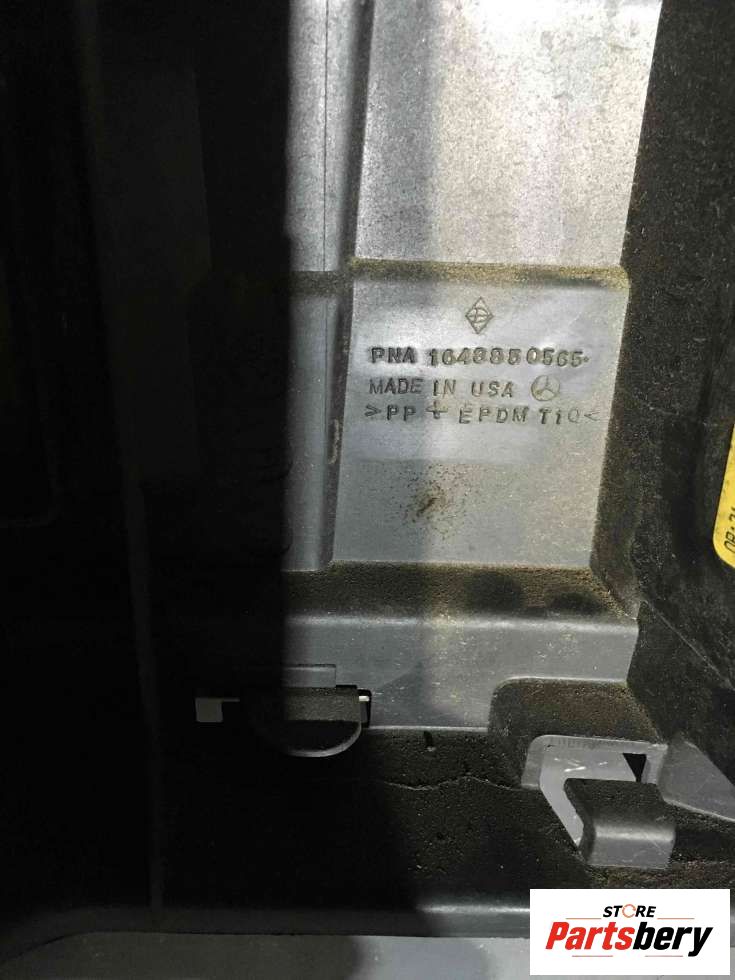 PNA 1648850565
MADE IN USA
>PP + EPDM T10<
STORE
Partsbery